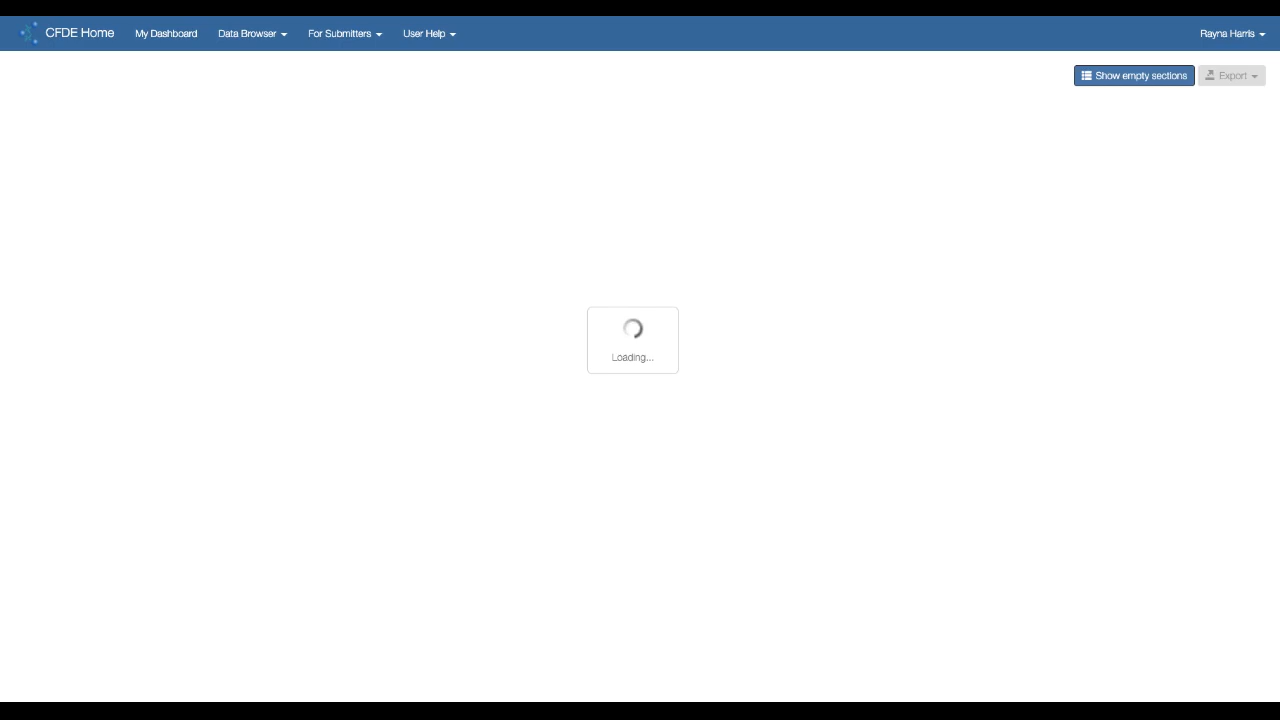 CFDE Home My Dashboard Data Browser For Submitters User Help Rayna Harris
Show empty sections Export
Loading...